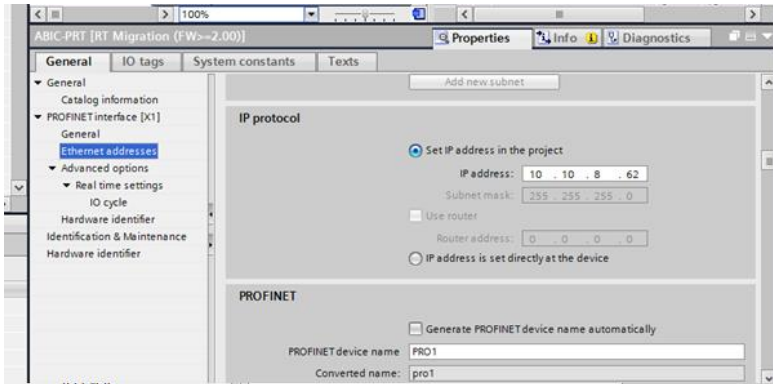 100%
ABIC-PRT [RT Migration (FW>=2.00)]
Properties Info Diagnostics
General IO tags System constants Texts
General
Catalog information
PROFINET interface [X1]
General
Ethernet addresses
Advanced options
Real time settings
IO cycle
Hardware identifier
Identification & Maintenance
Hardware identifier
Add new subnet
IP protocol
Set IP address in the project
IP address: 10 . 10 . 8 . 62
Subnet mask: 255 . 255 . 255 . 0
Use router
Router address: 0 . 0 . 0 . 0
IP address is set directly at the device
PROFINET
Generate PROFINET device name automatically
PROFINET device name PRO1
Converted name: pro1